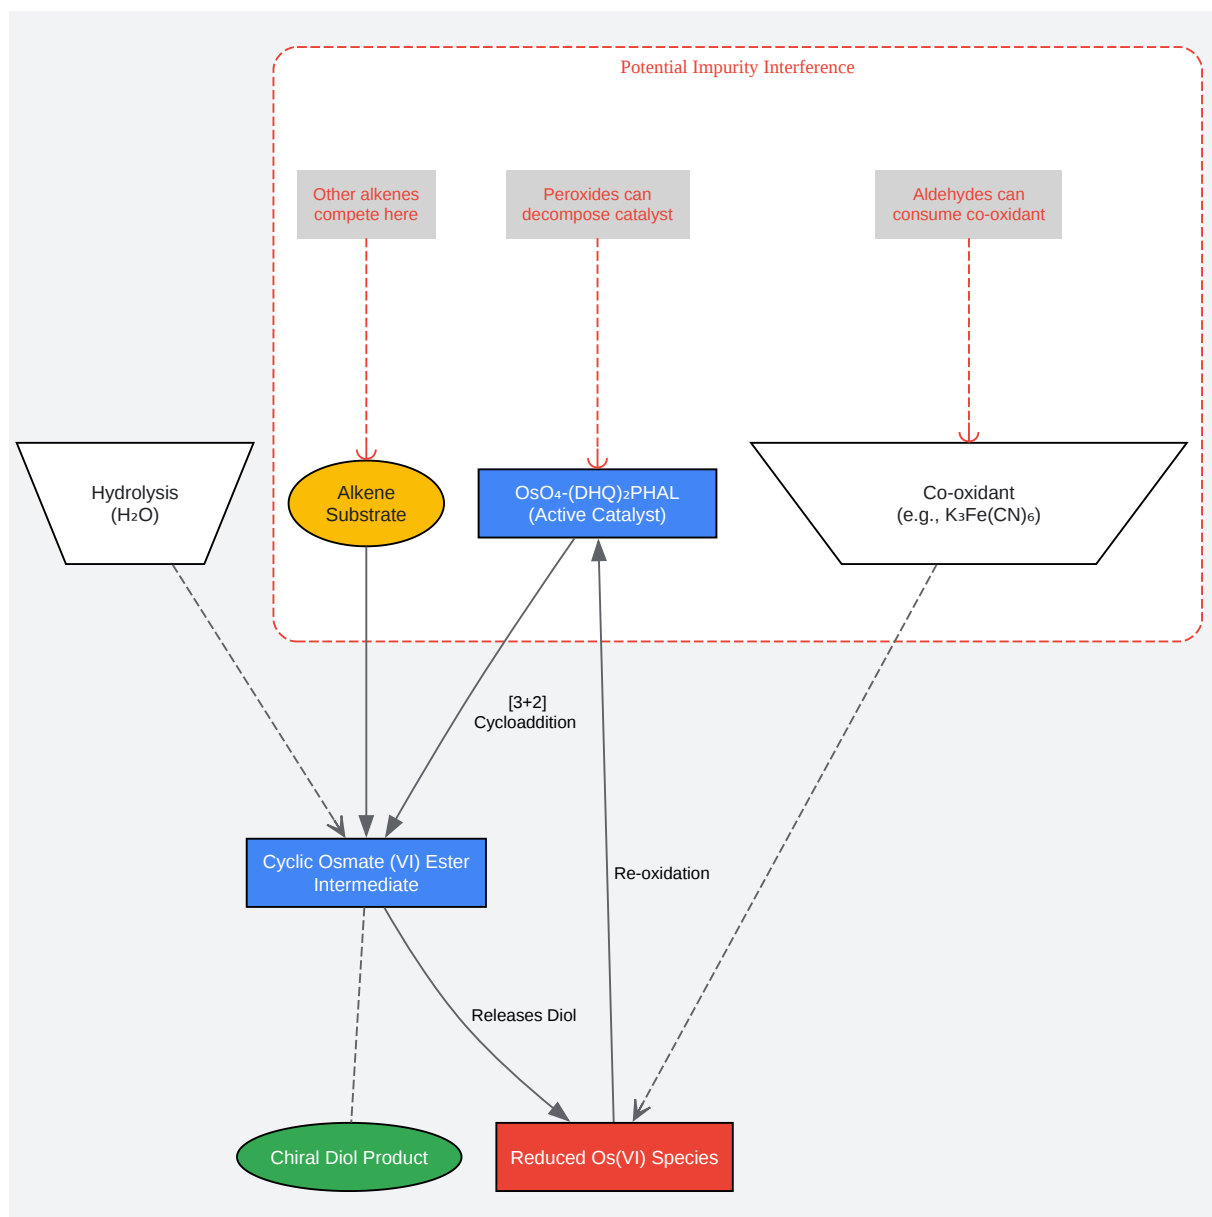 Potential Impurity Interference
Other alkenes
compete here
Peroxides can
decompose catalyst
Aldehydes can
consume co-oxidant
Hydrolysis
(H₂O)
Alkene
Substrate
OsO₄-(DHQ)₂PHAL
(Active Catalyst)
Co-oxidant
(e.g., K₃Fe(CN)₆)
[3+2]
Cycloaddition
Cyclic Osmate (VI) Ester
Intermediate
Re-oxidation
Releases Diol
Chiral Diol Product
Reduced Os(VI) Species